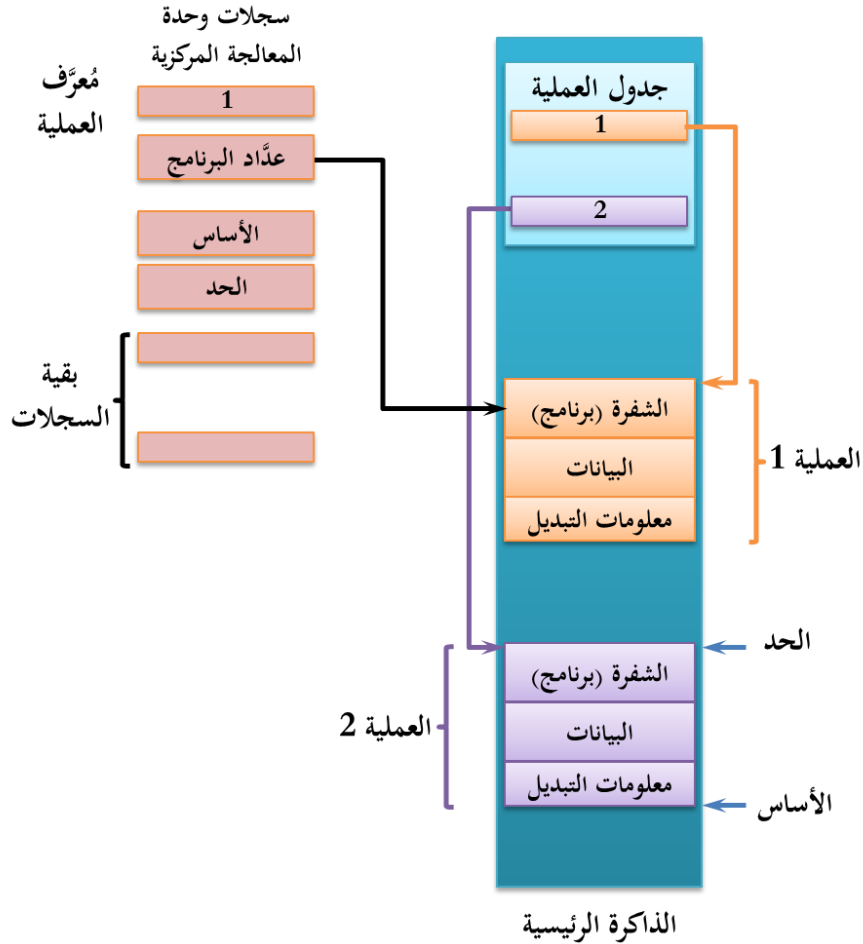 سجلات وحدة
المعالجة المركزية
مُعرَّف
العملية
1
عدَّاد البرنامج
الأساس
الحد
بقية
السجلات
جدول العملية
1
2
الشفرة (برنامج)
البيانات
معلومات التبديل
العملية 1
الحد
الشفرة (برنامج)
البيانات
معلومات التبديل
العملية 2
الأساس
الذاكرة الرئيسية